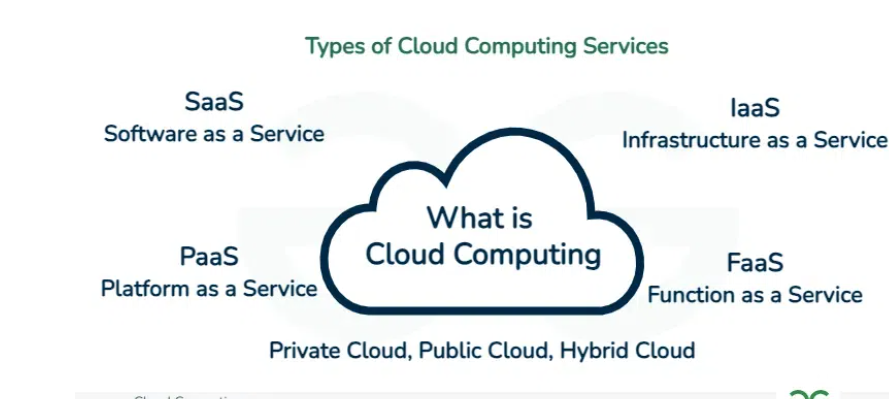 Types of Cloud Computing Services
SaaS
Software as a Service
IaaS
Infrastructure as a Service
What is
Cloud Computing
PaaS
Platform as a Service
FaaS
Function as a Service
Private Cloud, Public Cloud, Hybrid Cloud